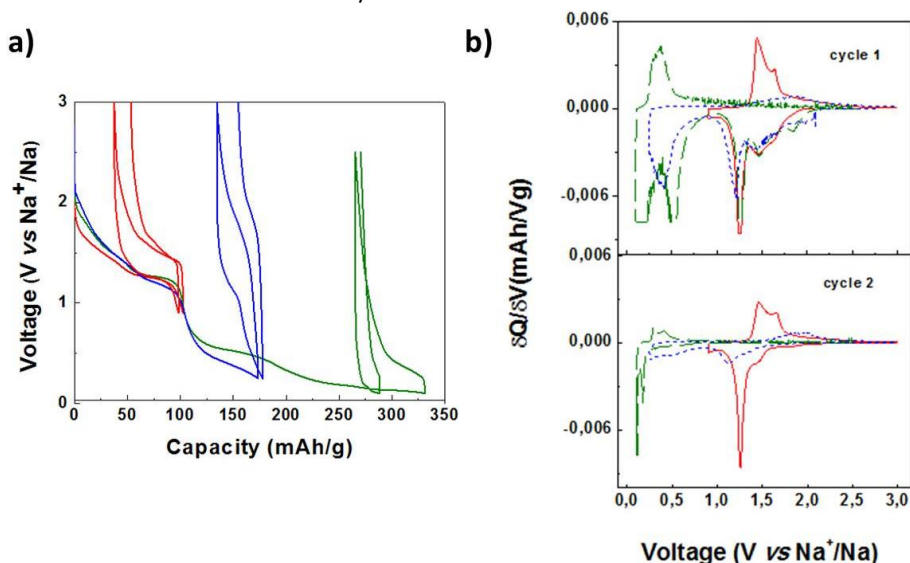 a)
3
2
1
0
Voltage (V vs Na+/Na)
0 50 100 150 200 250 300 350
Capacity (mAh/g)
b)
0,006
cycle 1
0,000
-0,006
0,006
cycle 2
0,000
-0,006
δQ/δV(mAh/Vg)
0,0 0,5 1,0 1,5 2,0 2,5 3,0
Voltage (V vs Na+/Na)